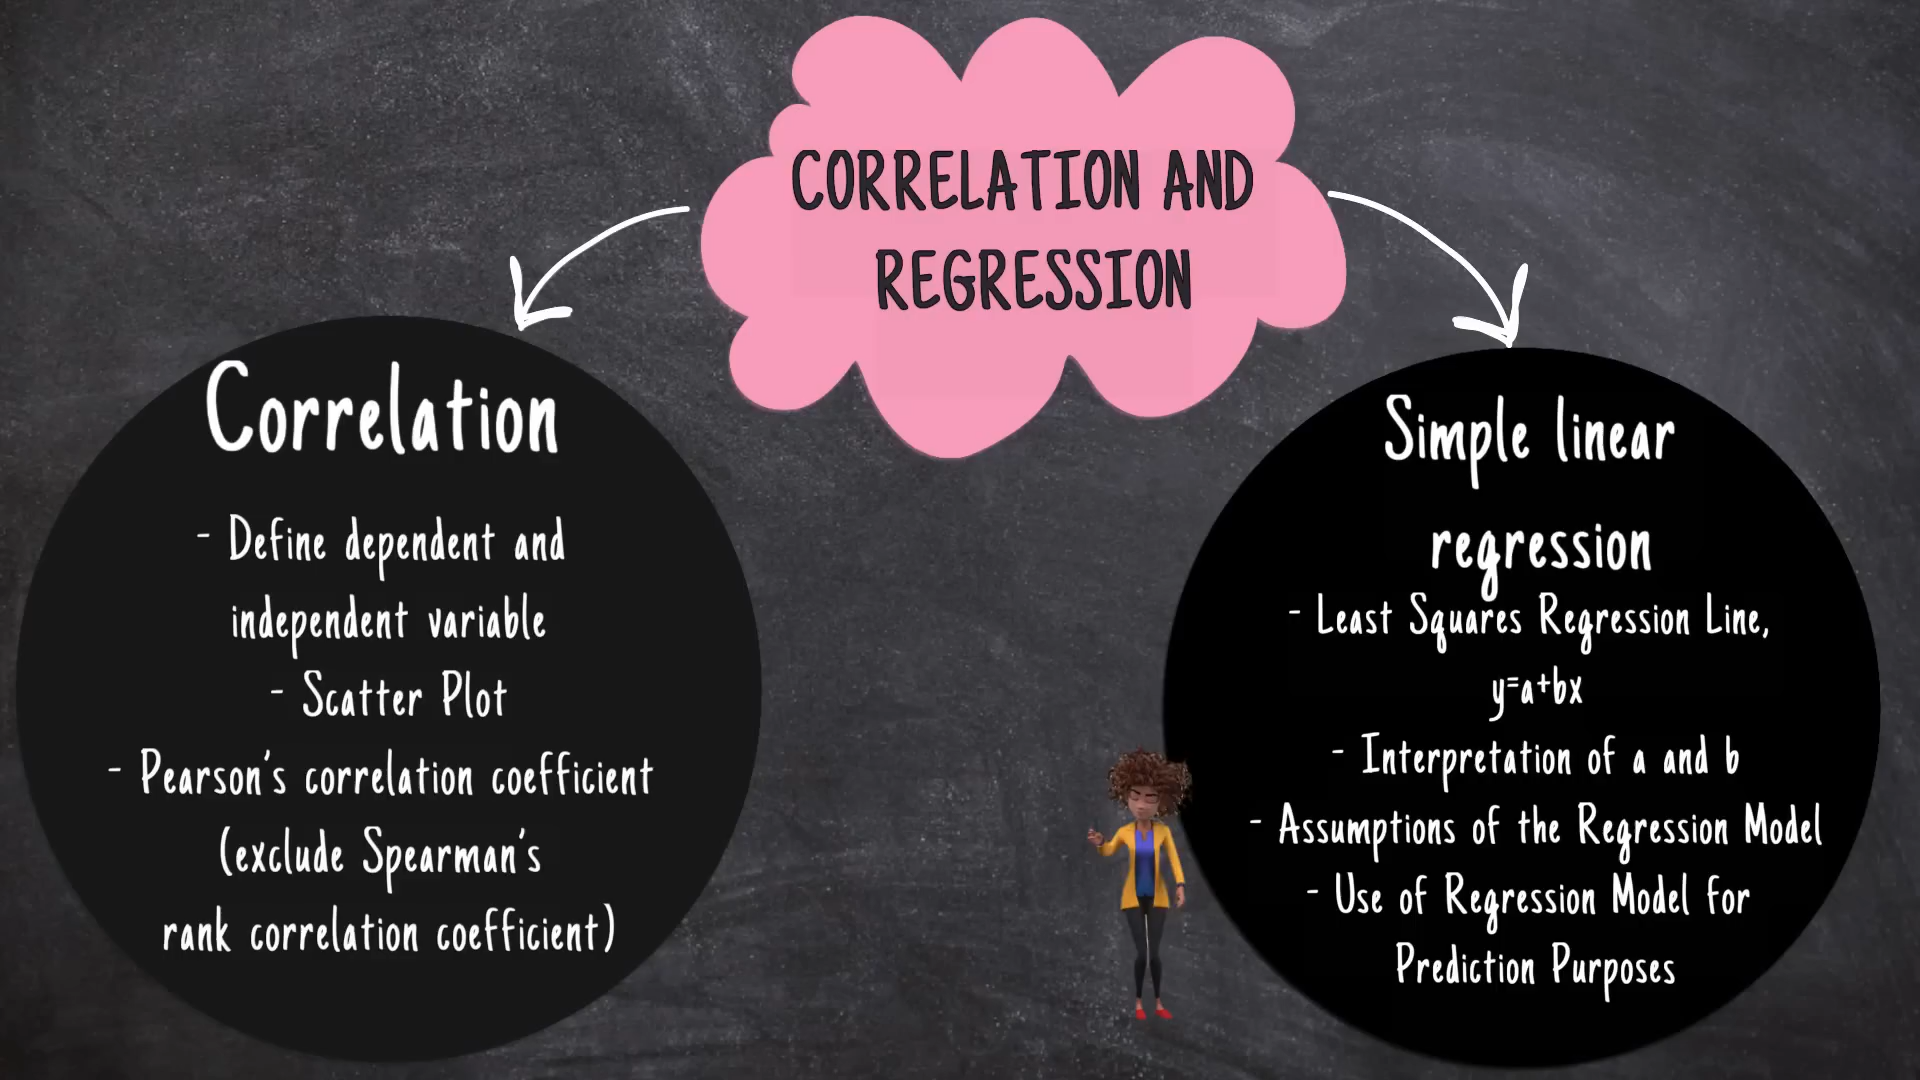 CORRELATION AND
REGRESSION
Correlation
- Define dependent and
independent variable
- Scatter Plot
- Pearson's correlation coefficient
(exclude Spearman's
rank correlation coefficient)
Simple linear
regression
- Least Squares Regression Line,
y=a+bx
- Interpretation of a and b
- Assumptions of the Regression Model
- Use of Regression Model for
Prediction Purposes